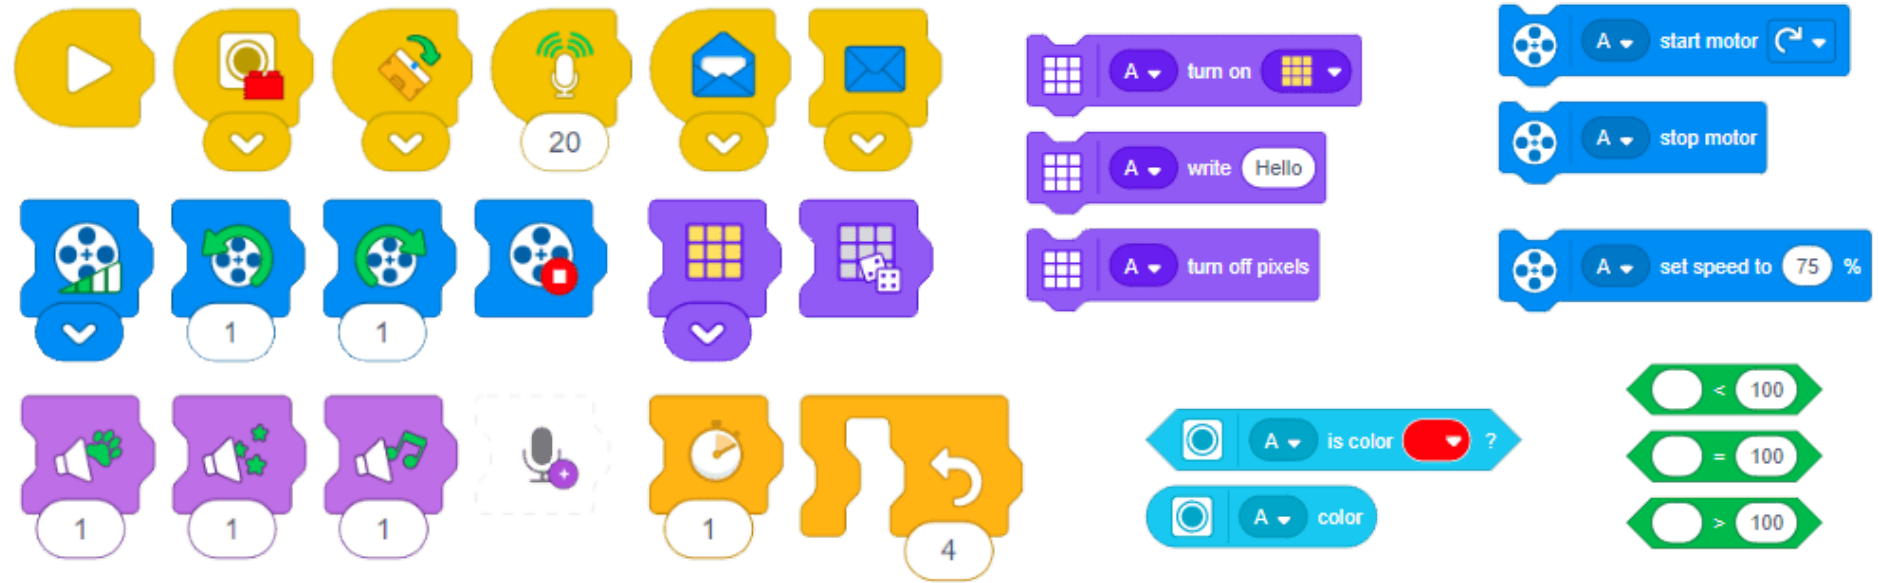 A start motor
A turn on
A stop motor
20
A write Hello
A turn off pixels
A set speed to 75 %
1 1
< 100
A is color ?
= 100
1 1 1 1
A color
> 100
4